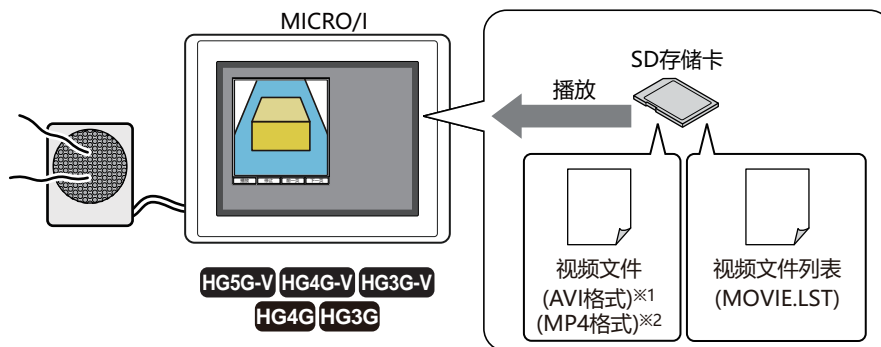 MICRO/I
SD存储卡
播放
HG5G-V HG4G-V HG3G-V
HG4G HG3G
视频文件
(AVI格式)※1
(MP4格式)※2
视频文件列表
(MOVIE.LST)